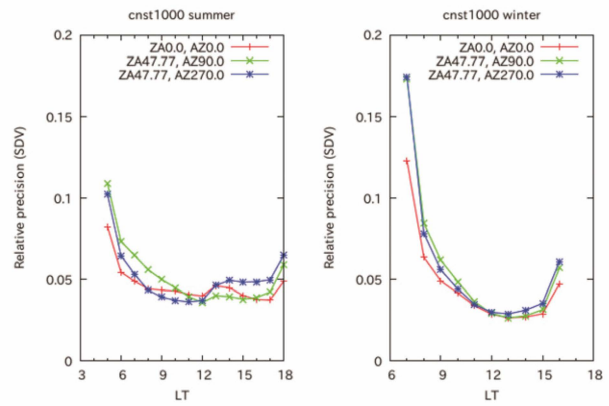 cnst1000 summer
Relative precision (SDV)
0.2
0.15
0.1
0.05
0
ZA0.0, AZ0.0
ZA47.77, AZ90.0
ZA47.77, AZ270.0
3 6 9 12 15 18
LT
cnst1000 winter
Relative precision (SDV)
0.2
0.15
0.1
0.05
0
ZA0.0, AZ0.0
ZA47.77, AZ90.0
ZA47.77, AZ270.0
6 9 12 15 18
LT